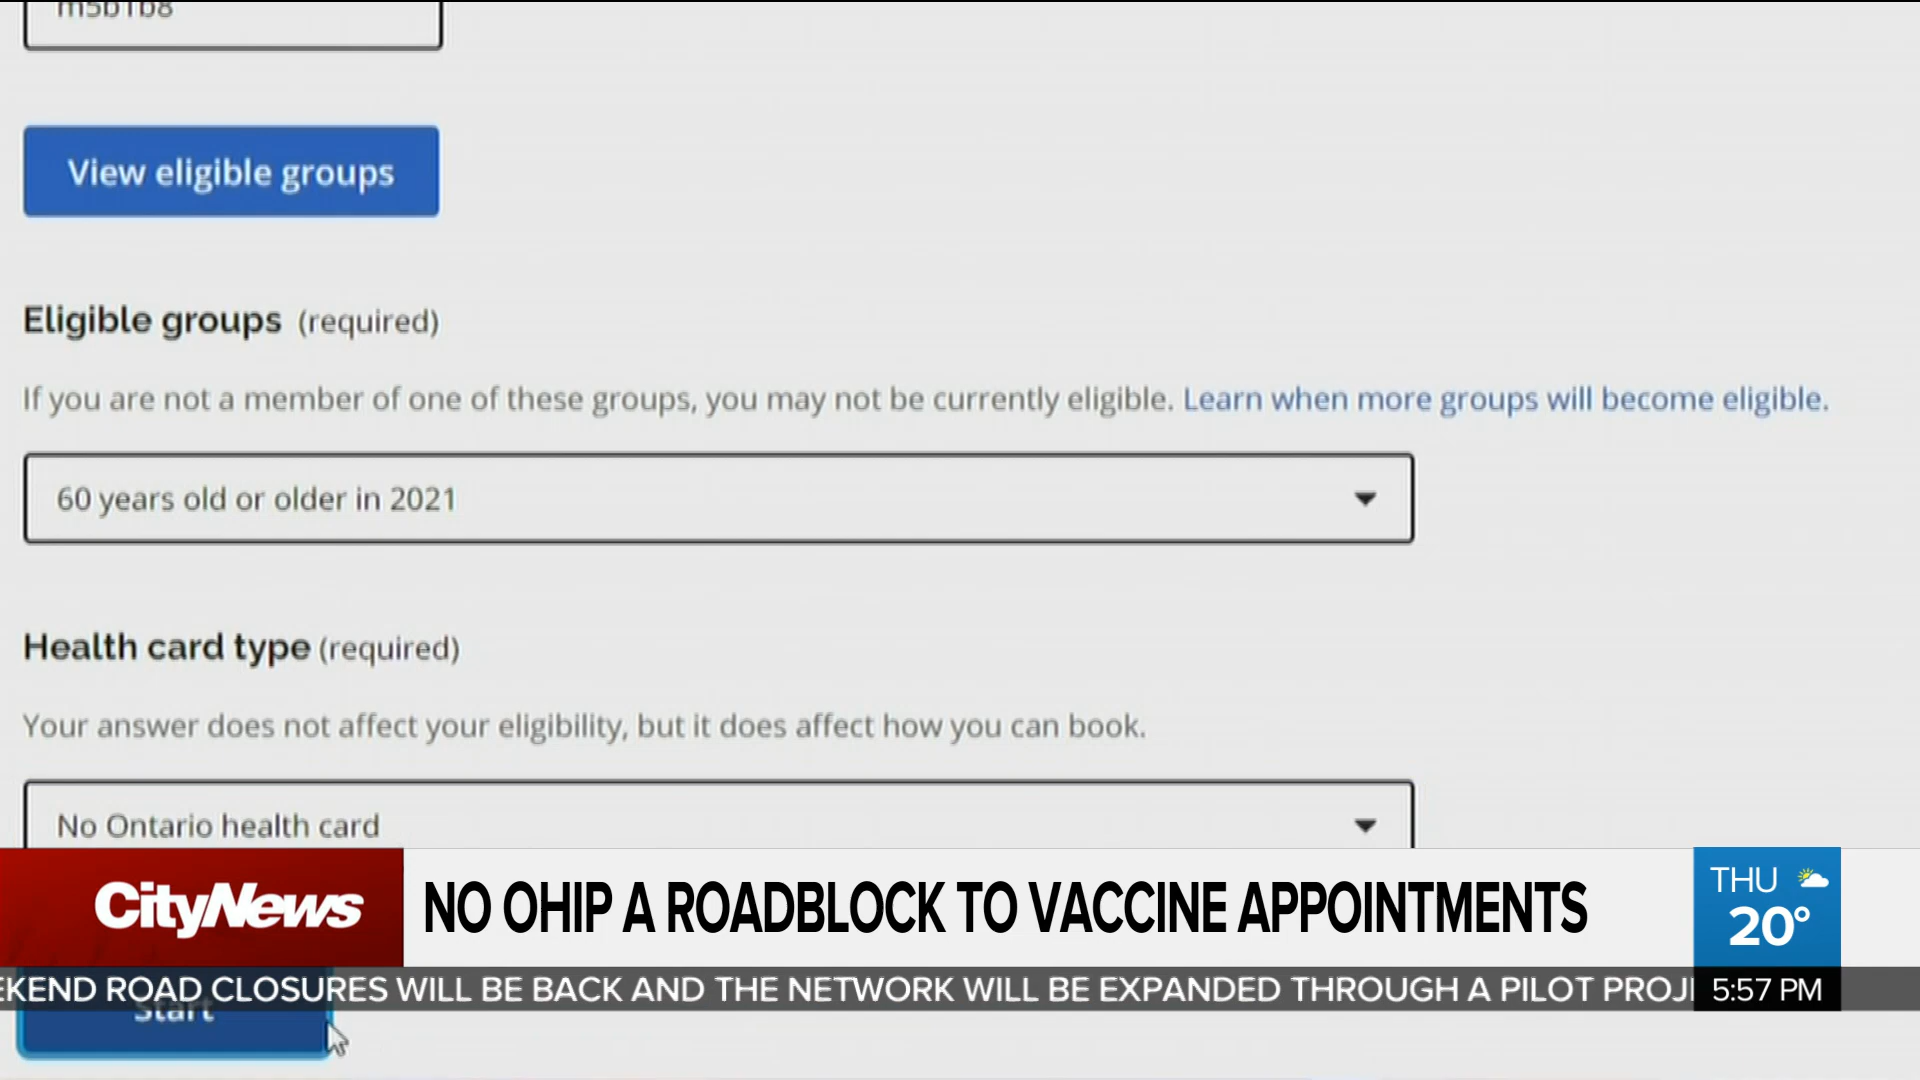 m5b1b8
View eligible groups
Eligible groups (required)
If you are not a member of one of these groups, you may not be currently eligible. Learn when more groups will become eligible.
60 years old or older in 2021
Health card type (required)
Your answer does not affect your eligibility, but it does affect how you can book.
No Ontario health card
CityNews
NO OHIP A ROADBLOCK TO VACCINE APPOINTMENTS
THU
20°
EKEND ROAD CLOSURES WILL BE BACK AND THE NETWORK WILL BE EXPANDED THROUGH A PILOT PROJ
5:57 PM
Start